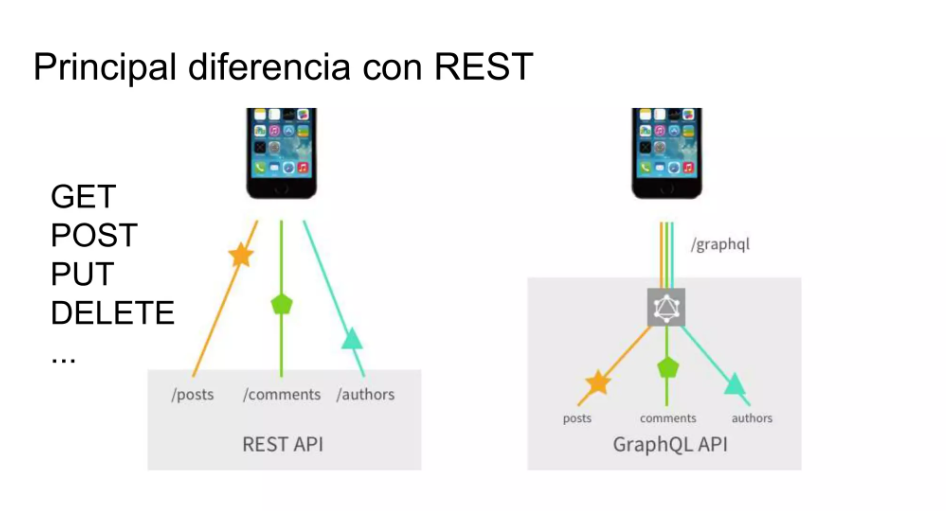 Principal diferencia con REST
GET
POST
PUT
DELETE
...
/posts
/comments
/authors
REST API
/graphql
posts
comments
authors
GraphQL API